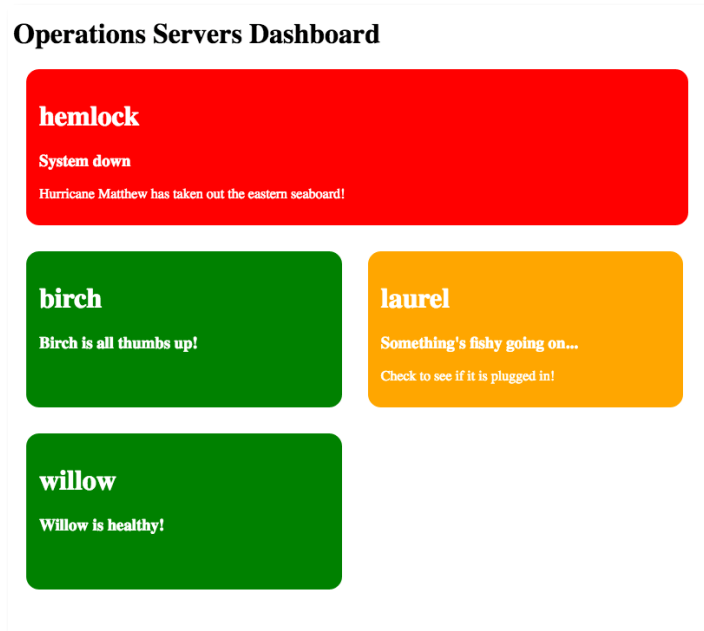 Operations Servers Dashboard
hemlock
System down
Hurricane Matthew has taken out the eastern seaboard!
birch
Birch is all thumbs up!
laurel
Something's fishy going on...
Check to see if it is plugged in!
willow
Willow is healthy!